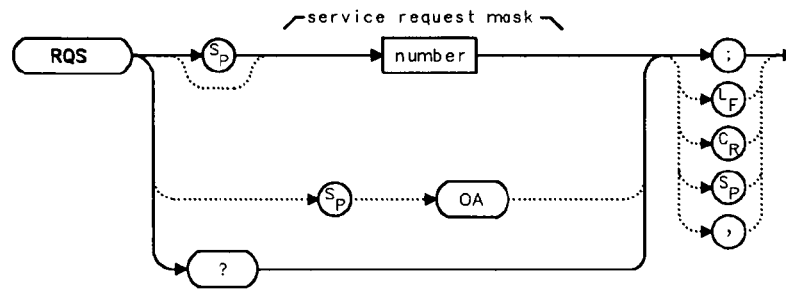 service request mask
RQS
SP
number
;
LF
CR
SP
,
SP
OA
?